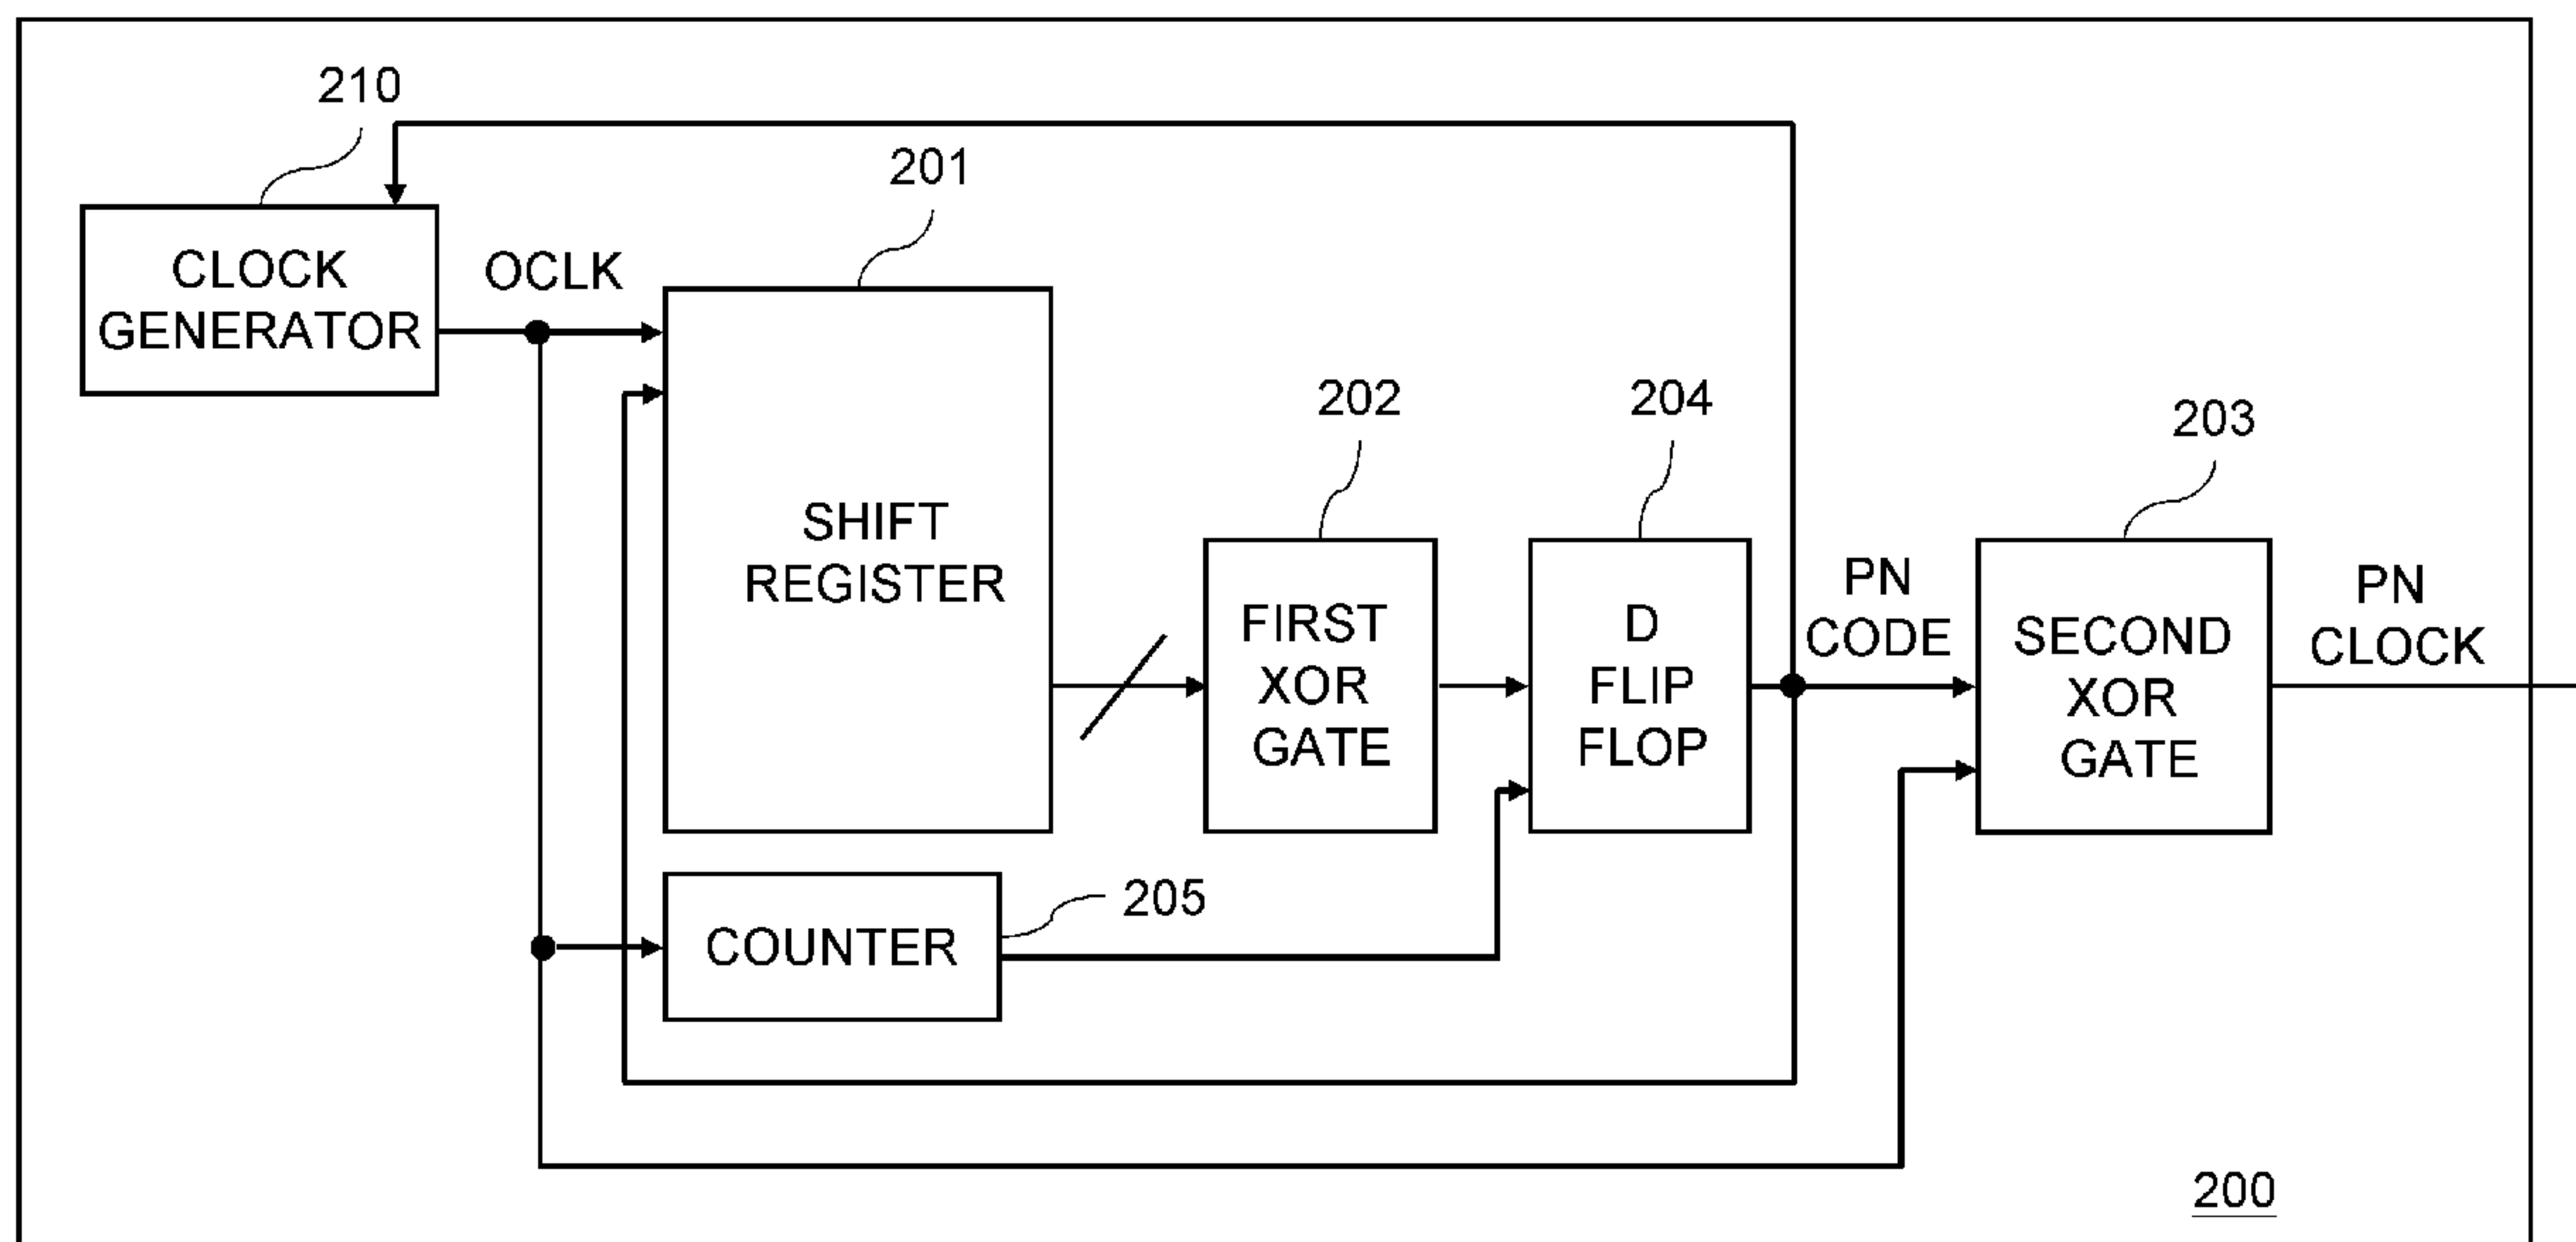 210
201
CLOCK
GENERATOR
OCLK
202
204
203
SHIFT
REGISTER
FIRST
XOR
GATE
D
FLIP
FLOP
PN
CODE
SECOND
XOR
GATE
PN
CLOCK
COUNTER
205
200